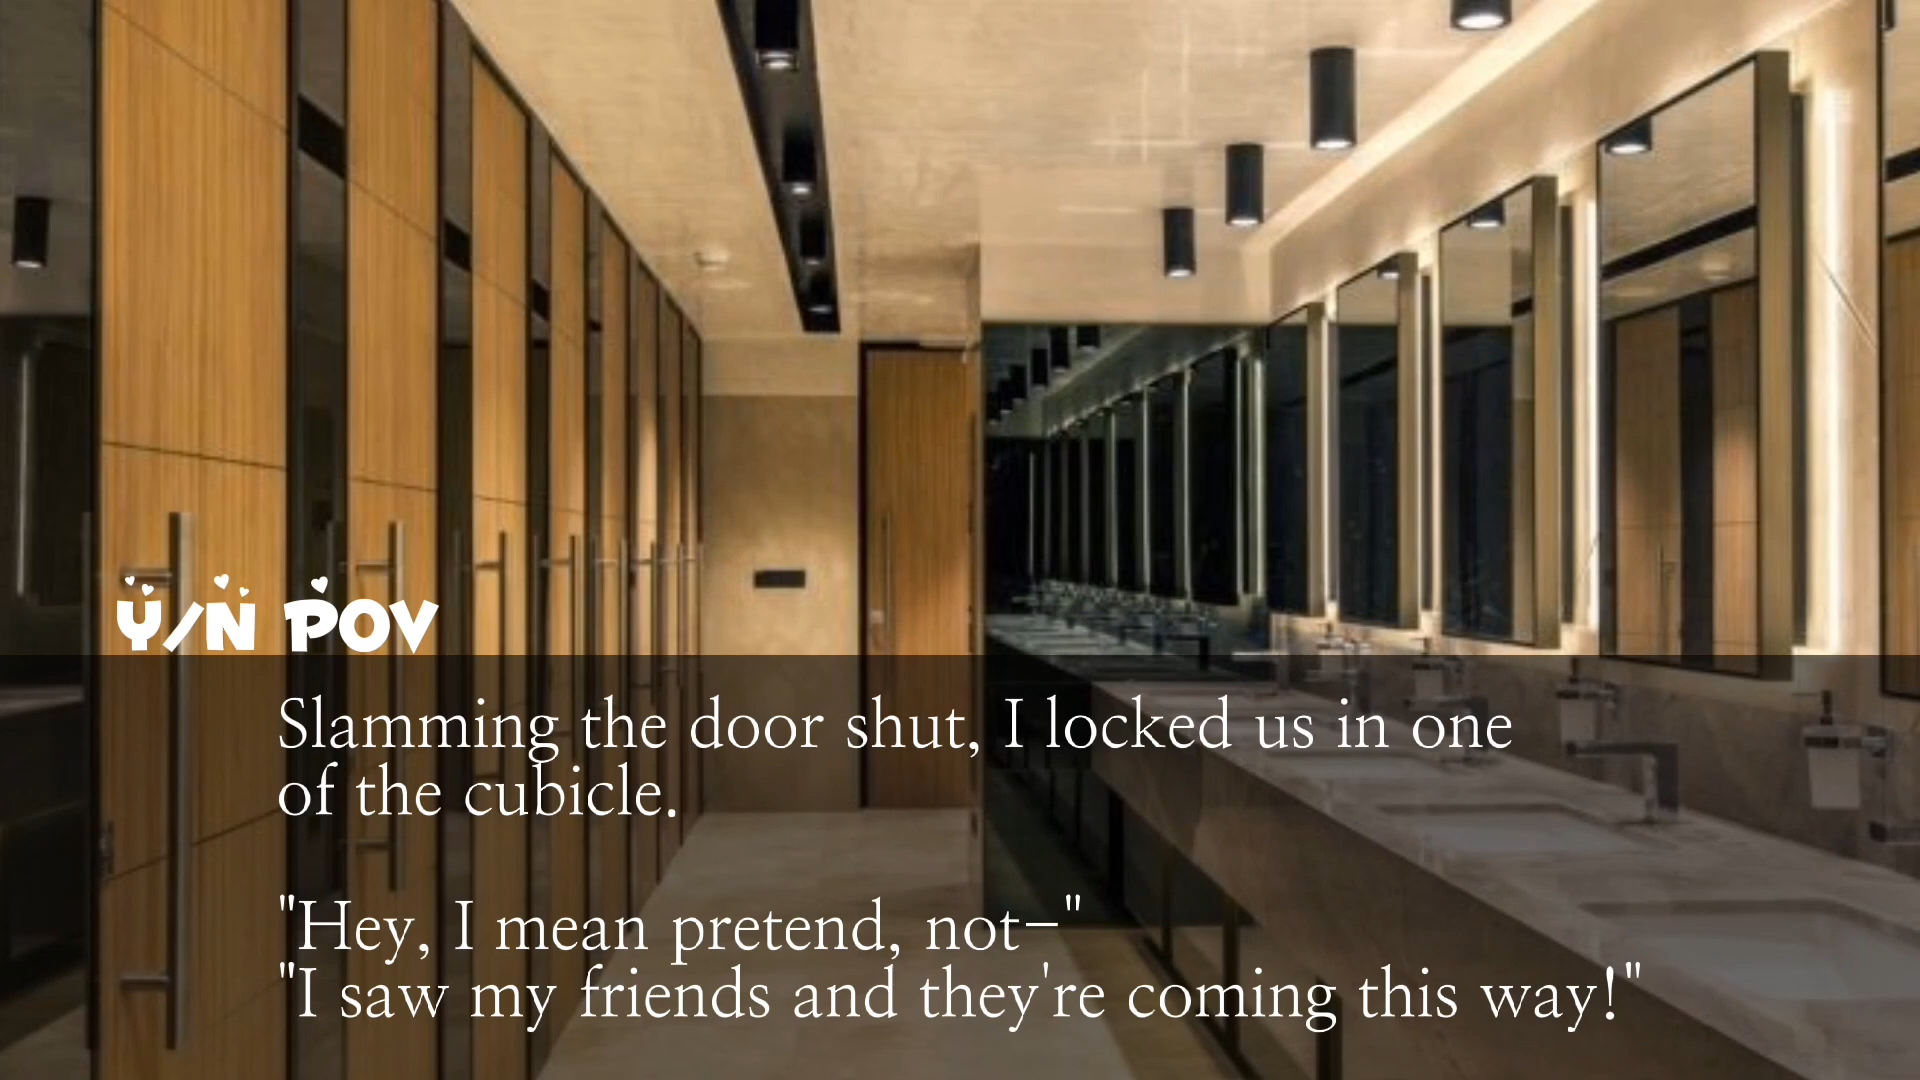 Y/N POV
Slamming the door shut, I locked us in one
of the cubicle.
"Hey, I mean pretend, not–"
"I saw my friends and they're coming this way!"